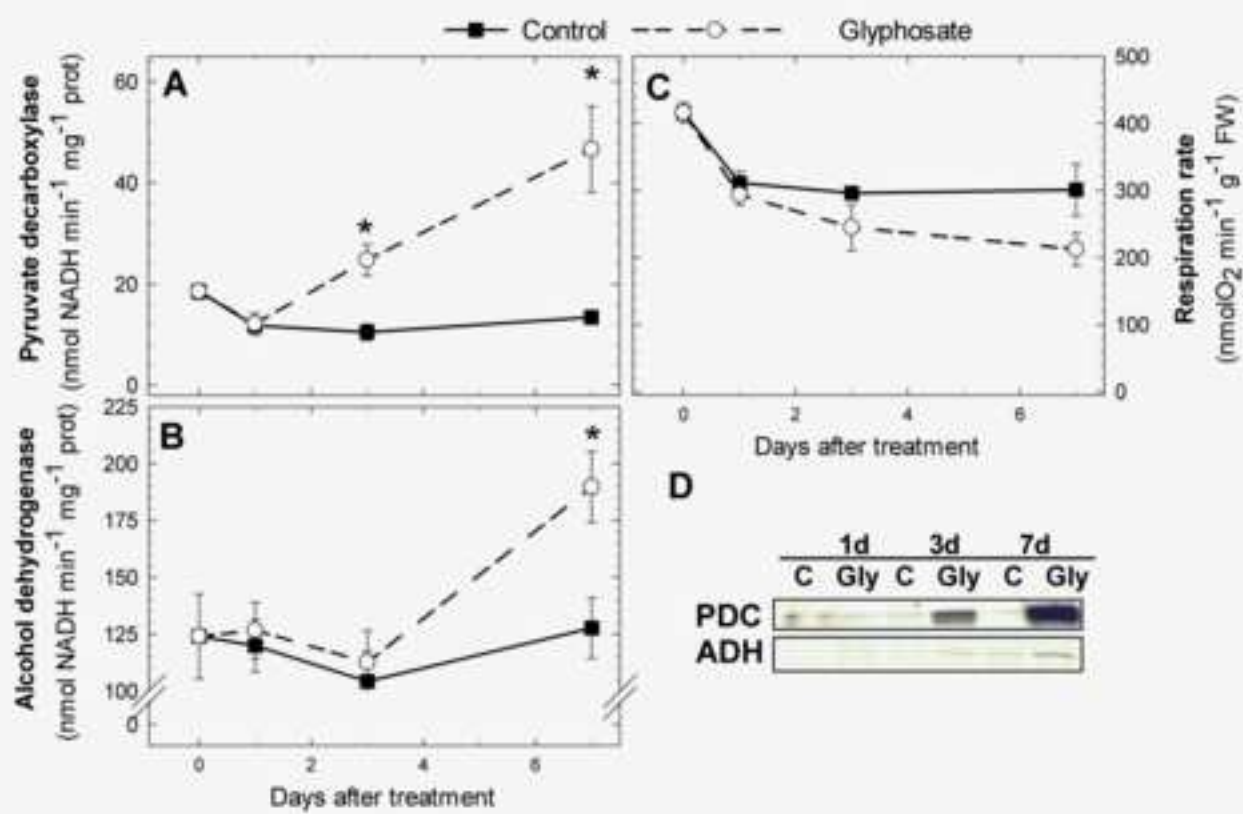 Control Glyphosate
A
Pyruvate decarboxylase
(nmol NADH min⁻¹ mg⁻¹ prot)
60
40
20
0
*
*
C
500
400
300
200
100
0
Respiration rate
(nmolO₂ min⁻¹ g⁻¹ FW)
0 2 4 6
Days after treatment
B
Alcohol dehydrogenase
(nmol NADH min⁻¹ mg⁻¹ prot)
225
200
175
150
125
100
0
*
0 2 4 6
Days after treatment
D
1d 3d 7d
C Gly C Gly C Gly
PDC
ADH